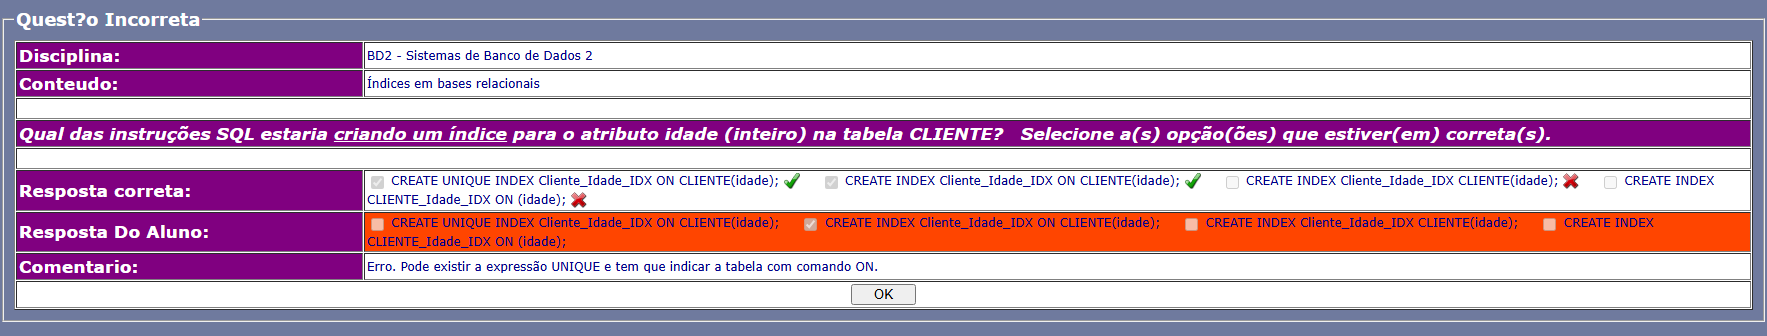 Quest?o Incorreta
Disciplina: BD2 - Sistemas de Banco de Dados 2
Conteudo: Índices em bases relacionais
Qual das instruções SQL estaria criando um índice para o atributo idade (inteiro) na tabela CLIENTE? Selecione a(s) opção(ões) que estiver(em) correta(s).
Resposta correta: CREATE UNIQUE INDEX Cliente_Idade_IDX ON CLIENTE(idade); CREATE INDEX Cliente_Idade_IDX ON CLIENTE(idade); CREATE INDEX Cliente_Idade_IDX CLIENTE(idade); CREATE INDEX
CLIENTE_Idade_IDX ON (idade);
Resposta Do Aluno: CREATE UNIQUE INDEX Cliente_Idade_IDX ON CLIENTE(idade); CREATE INDEX Cliente_Idade_IDX ON CLIENTE(idade); CREATE INDEX Cliente_Idade_IDX CLIENTE(idade); CREATE INDEX
CLIENTE_Idade_IDX ON (idade);
Comentario: Erro. Pode existir a expressão UNIQUE e tem que indicar a tabela com comando ON.
OK